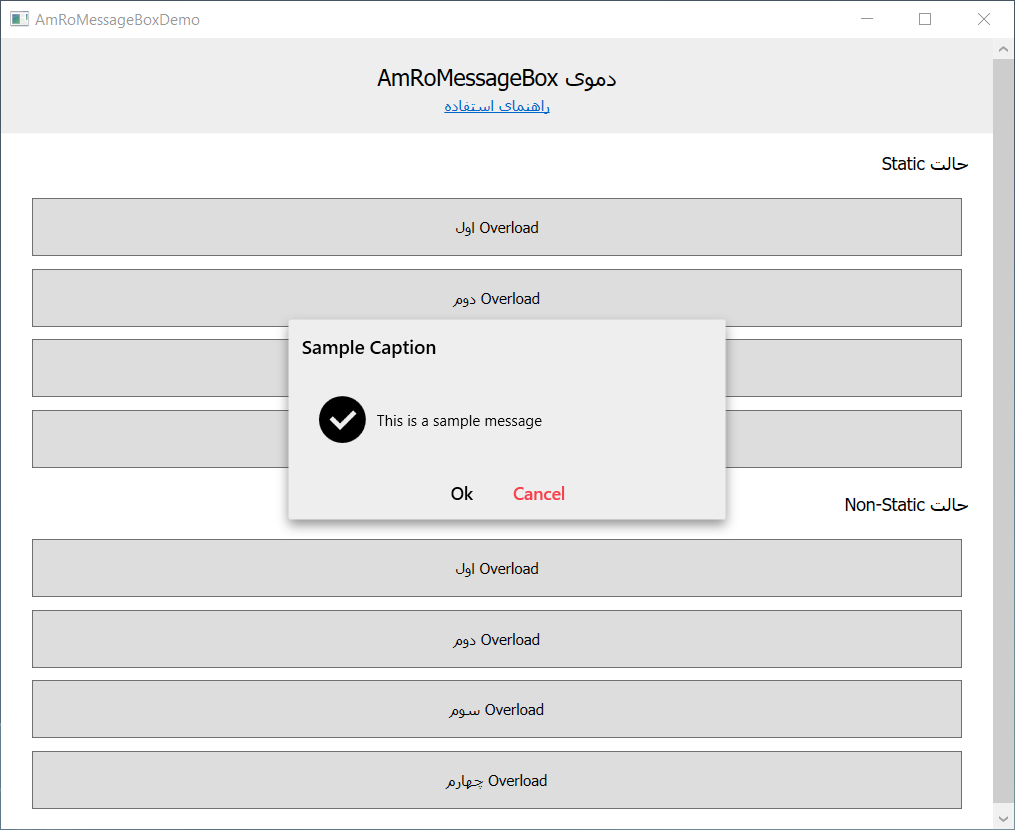 AmRoMessageBoxDemo
دموی AmRoMessageBox
راهنمای استفاده
حالت Static
Overload اول
Overload دوم
Sample Caption
This is a sample message
Ok
Cancel
حالت Non-Static
Overload اول
Overload دوم
Overload سوم
Overload چهارم